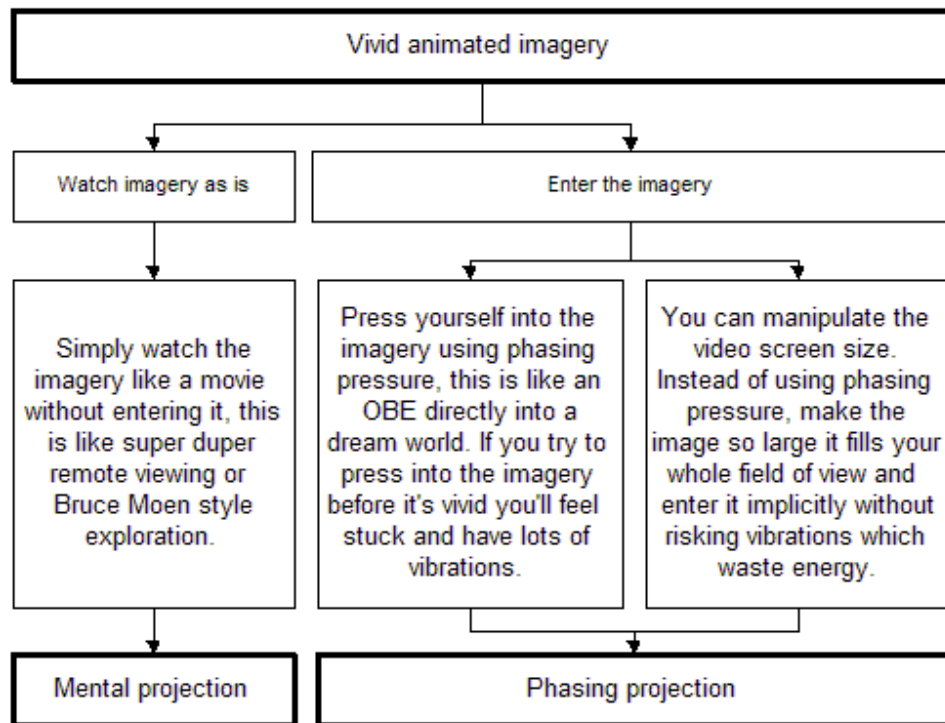 Vivid animated imagery
Watch imagery as is
Enter the imagery
Simply watch the
imagery like a movie
without entering it, this
is like super duper
remote viewing or
Bruce Moen style
exploration.
Press yourself into the
imagery using phasing
pressure, this is like an
OBE directly into a
dream world. If you try to
press into the imagery
before it's vivid you'll feel
stuck and have lots of
vibrations.
You can manipulate the
video screen size.
Instead of using phasing
pressure, make the
image so large it fills your
whole field of view and
enter it implicitly without
risking vibrations which
waste energy.
Mental projection
Phasing projection